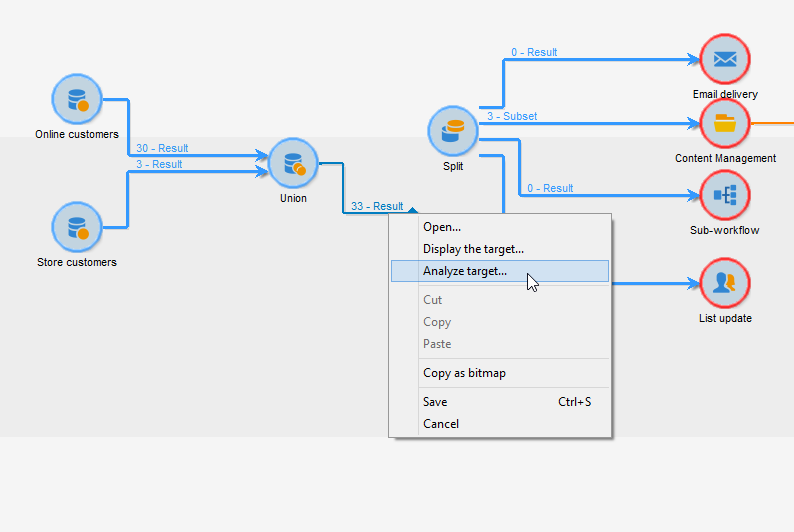 0 - Result
Email delivery
Online customers
3 - Subset
Content Management
30 - Result
3 - Result
Split
Union
0 - Result
Sub-workflow
33 - Result
Store customers
List update
Open...
Display the target...
Analyze target...
Cut
Copy
Paste
Copy as bitmap
Save Ctrl+S
Cancel